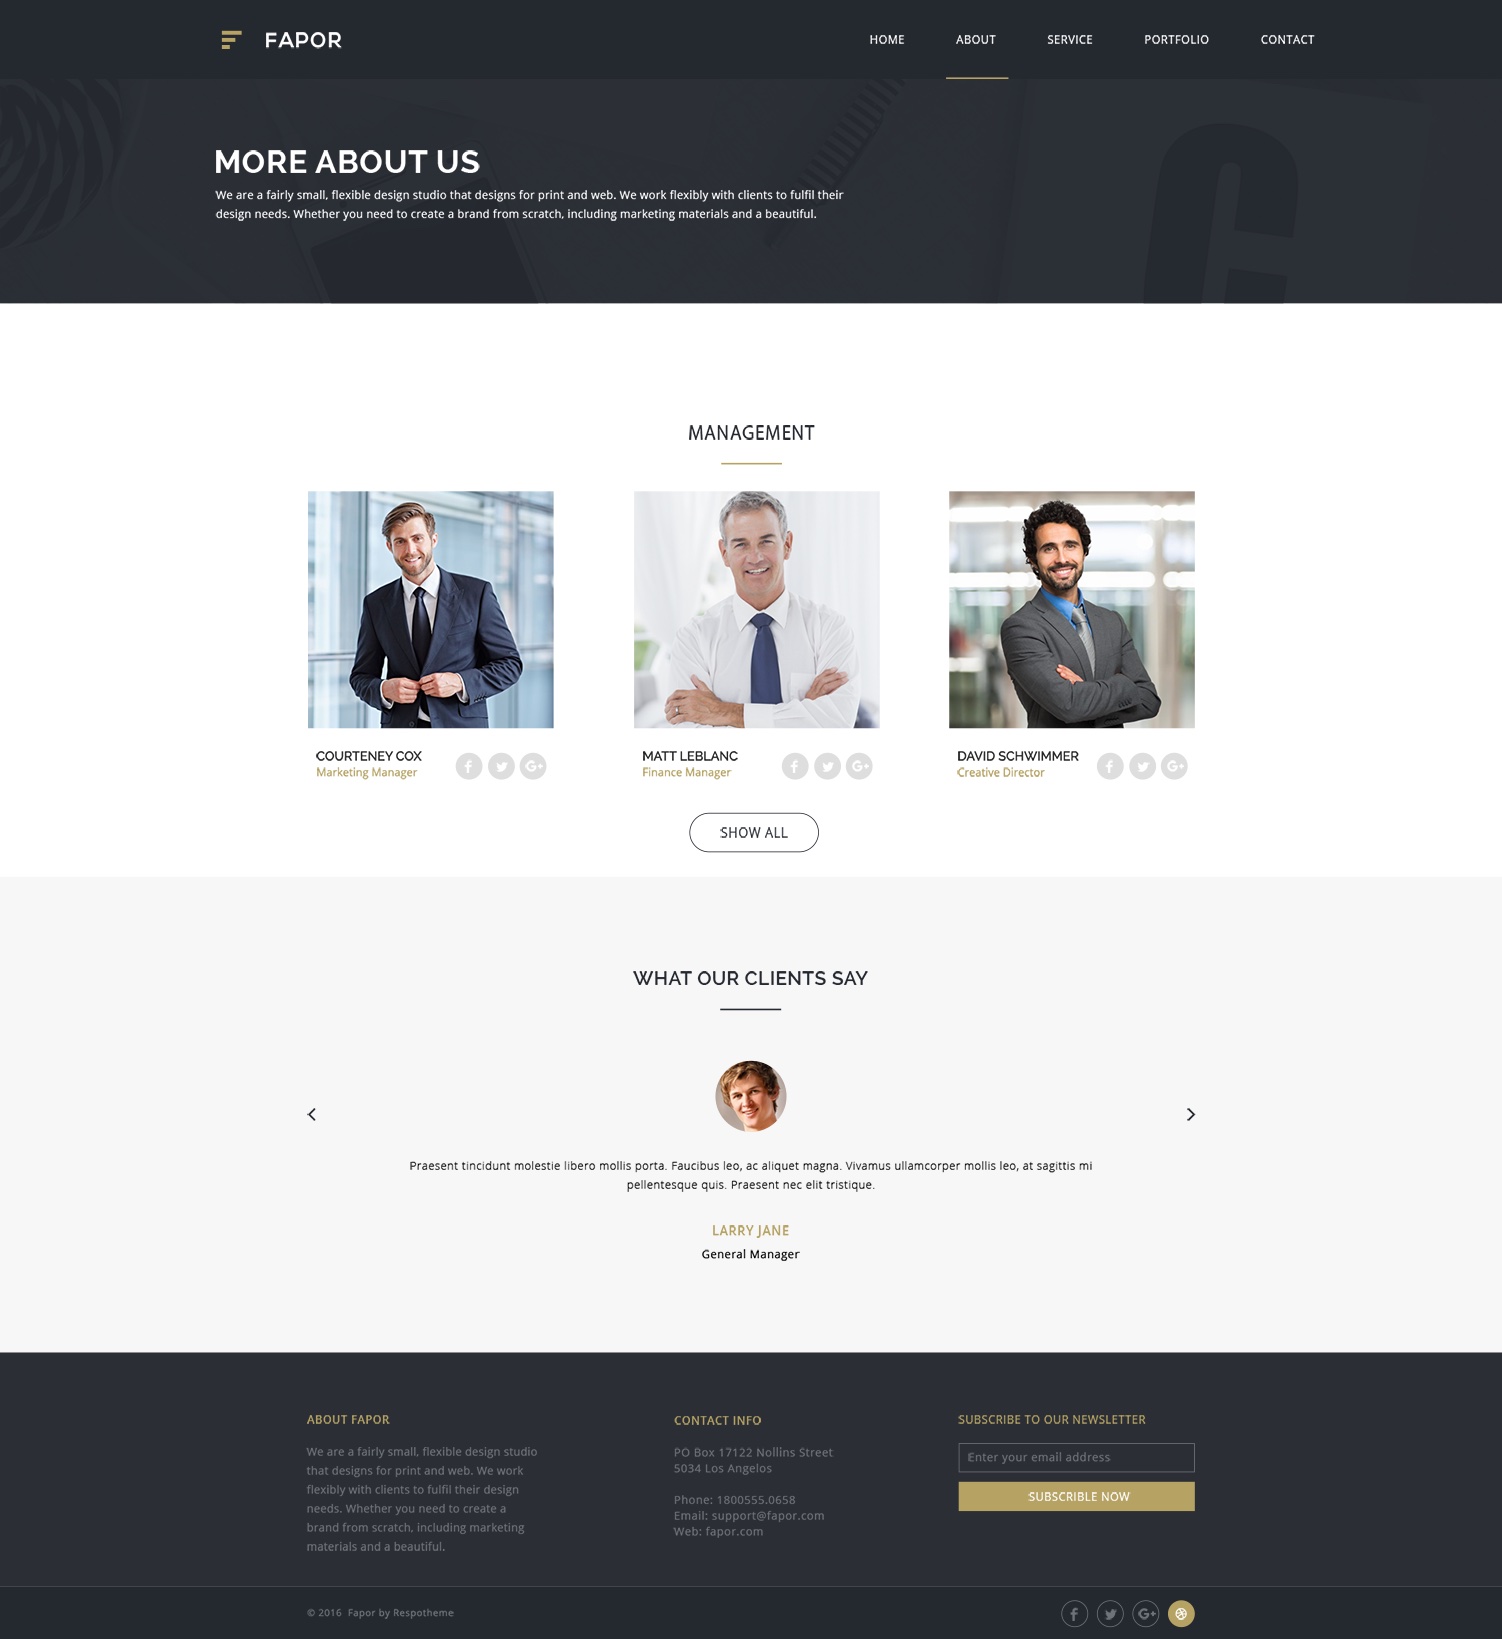 FAPOR
HOME ABOUT SERVICE PORTFOLIO CONTACT
MORE ABOUT US
We are a fairly small, flexible design studio that designs for print and web. We work flexibly with clients to fulfil their
design needs. Whether you need to create a brand from scratch, including marketing materials and a beautiful.
MANAGEMENT
COURTENEY COX
Marketing Manager
MATT LEBLANC
Finance Manager
DAVID SCHWIMMER
Creative Director
SHOW ALL
WHAT OUR CLIENTS SAY
Praesent tincidunt molestie libero mollis porta. Faucibus leo, ac aliquet magna. Vivamus ullamcorper mollis leo, at sagittis mi
pellentesque quis. Praesent nec elit tristique.
LARRY JANE
General Manager
ABOUT FAPOR
We are a fairly small, flexible design studio
that designs for print and web. We work
flexibly with clients to fulfil their design
needs. Whether you need to create a
brand from scratch, including marketing
materials and a beautiful.
CONTACT INFO
PO Box 17122 Nollins Street
5034 Los Angelos
Phone: 1800555.0658
Email: support@fapor.com
Web: fapor.com
SUBSCRIBE TO OUR NEWSLETTER
Enter your email address
SUBSCRIBLE NOW
© 2016 Fapor by Respotheme